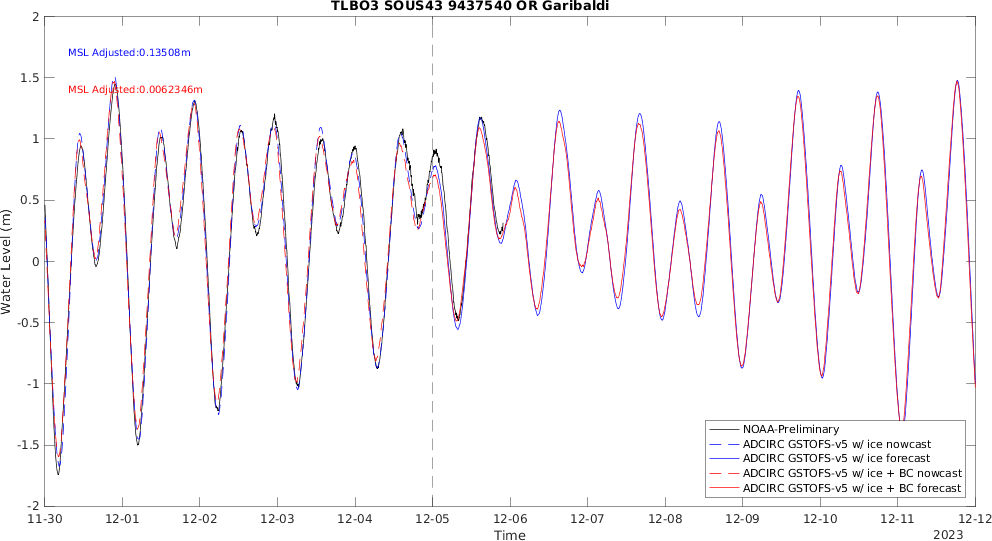 TLBO3 SOUS43 9437540 OR Garibaldi
2
1.5
1
0.5
0
-0.5
-1
-1.5
-2
Water Level (m)
MSL Adjusted:0.13508m
MSL Adjusted:0.0062346m
NOAA-Preliminary
ADCIRC GSTOFS-v5 w/ ice nowcast
ADCIRC GSTOFS-v5 w/ ice forecast
ADCIRC GSTOFS-v5 w/ ice + BC nowcast
ADCIRC GSTOFS-v5 w/ ice + BC forecast
11-30 12-01 12-02 12-03 12-04 12-05 12-06 12-07 12-08 12-09 12-10 12-11 12-12
Time
2023